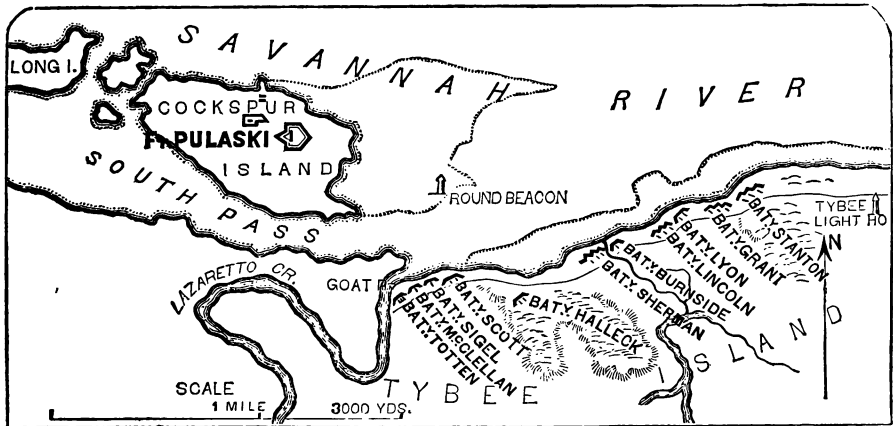 SAVANNAH RIVER
LONG I.
COCKSPUR
Ft. PULASKI
ISLAND
SOUTH PASS
ROUND BEACON
TYBEE
LIGHT HO
N
LAZARETTO CR.
GOAT P.
BATY. STANTON
BATY. GRANT
BATY. LYON
BATY. LINCOLN
BATY. BURNSIDE
BATY. SHERMAN
BATY. HALLECK
BATY. SCOTT
BATY. SIGEL
BATY. McCLELLAN
BATY. TOTTEN
TYBEE ISLAND
SCALE
1 MILE 3000 YDS.